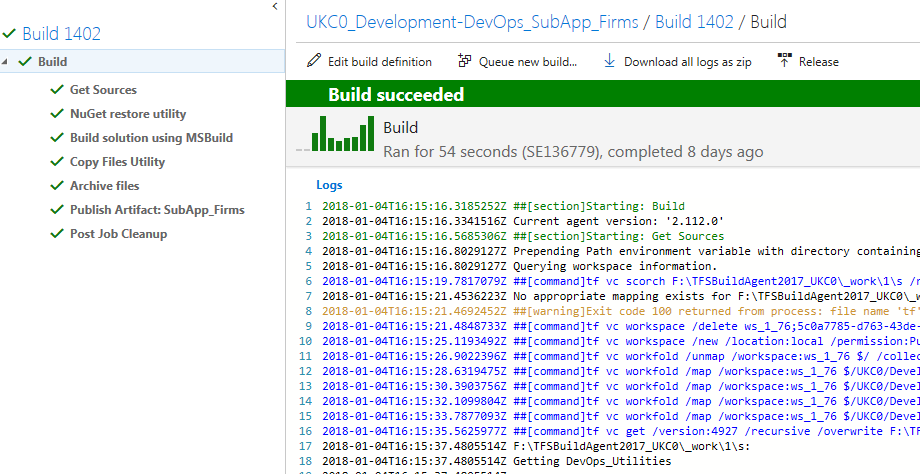 Build 1402
Build
Get Sources
NuGet restore utility
Build solution using MSBuild
Copy Files Utility
Archive files
Publish Artifact: SubApp_Firms
Post Job Cleanup
UKC0_Development-DevOps_SubApp_Firms / Build 1402 / Build
Edit build definition Queue new build... Download all logs as zip Release
Build succeeded
Build
Ran for 54 seconds (SE136779), completed 8 days ago
Logs
1 2018-01-04T16:15:16.3185252Z ##[section]Starting: Build
2 2018-01-04T16:15:16.3341516Z Current agent version: '2.112.0'
3 2018-01-04T16:15:16.5685306Z ##[section]Starting: Get Sources
4 2018-01-04T16:15:16.8029127Z Prepending Path environment variable with directory containing
5 2018-01-04T16:15:16.8029127Z Querying workspace information.
6 2018-01-04T16:15:19.7817079Z ##[command]tf vc scorch F:\TFSBuildAgent2017_UKC0\_work\1\s /r
7 2018-01-04T16:15:21.4536223Z No appropriate mapping exists for F:\TFSBuildAgent2017_UKC0\_w
8 2018-01-04T16:15:21.4692452Z ##[warning]Exit code 100 returned from process: file name 'tf'
9 2018-01-04T16:15:21.4848733Z ##[command]tf vc workspace /delete ws_1_76;5c0a7785-d763-43de-
10 2018-01-04T16:15:25.1193492Z ##[command]tf vc workspace /new /location:local /permission:Pu
11 2018-01-04T16:15:26.9022396Z ##[command]tf vc workfold /unmap /workspace:ws_1_76 $/ /collec
12 2018-01-04T16:15:28.6319475Z ##[command]tf vc workfold /map /workspace:ws_1_76 $/UKC0/Devel
13 2018-01-04T16:15:30.3903756Z ##[command]tf vc workfold /map /workspace:ws_1_76 $/UKC0/Devel
14 2018-01-04T16:15:32.1099804Z ##[command]tf vc workfold /map /workspace:ws_1_76 $/UKC0/Devel
15 2018-01-04T16:15:33.7877093Z ##[command]tf vc workfold /map /workspace:ws_1_76 $/UKC0/Devel
16 2018-01-04T16:15:35.5625977Z ##[command]tf vc get /version:4927 /recursive /overwrite F:\TF
17 2018-01-04T16:15:37.4805514Z F:\TFSBuildAgent2017_UKC0\_work\1\s:
18 2018-01-04T16:15:37.4805514Z Getting DevOps_Utilities